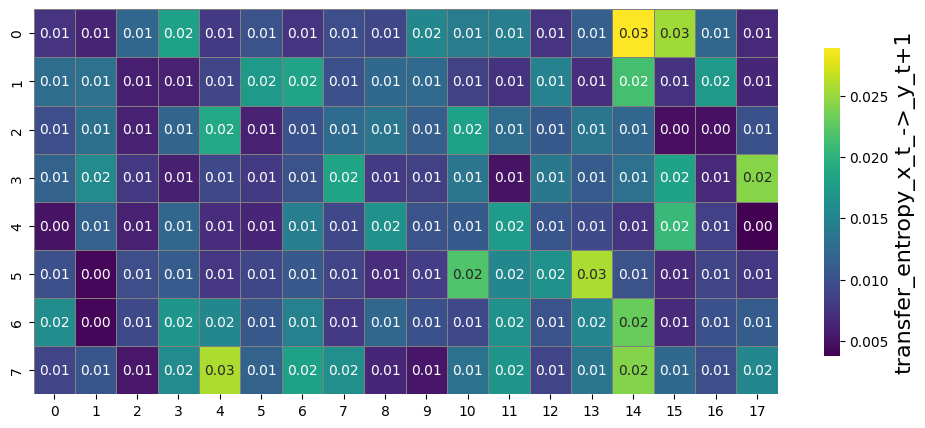 0 0.01 0.01 0.01 0.02 0.01 0.01 0.01 0.01 0.01 0.02 0.01 0.01 0.01 0.01 0.03 0.03 0.01 0.01
1 0.01 0.01 0.01 0.01 0.01 0.02 0.02 0.01 0.01 0.01 0.01 0.01 0.01 0.01 0.02 0.01 0.02 0.01
2 0.01 0.01 0.01 0.01 0.02 0.01 0.01 0.01 0.01 0.01 0.02 0.01 0.01 0.01 0.01 0.00 0.00 0.01
3 0.01 0.02 0.01 0.01 0.01 0.01 0.01 0.02 0.01 0.01 0.01 0.01 0.01 0.01 0.01 0.02 0.01 0.02
4 0.00 0.01 0.01 0.01 0.01 0.01 0.01 0.01 0.02 0.01 0.01 0.02 0.01 0.01 0.01 0.02 0.01 0.00
5 0.01 0.00 0.01 0.01 0.01 0.01 0.01 0.01 0.01 0.01 0.02 0.02 0.02 0.03 0.01 0.01 0.01 0.01
6 0.02 0.00 0.01 0.02 0.02 0.01 0.02 0.01 0.01 0.01 0.01 0.02 0.01 0.02 0.02 0.01 0.01 0.01
7 0.01 0.01 0.01 0.02 0.03 0.01 0.02 0.02 0.01 0.01 0.01 0.02 0.01 0.01 0.02 0.01 0.01 0.02
0 1 2 3 4 5 6 7 8 9 10 11 12 13 14 15 16 17
0.025
0.020
0.015
0.010
0.005
transfer_entropy_x_t_->_y_t+1